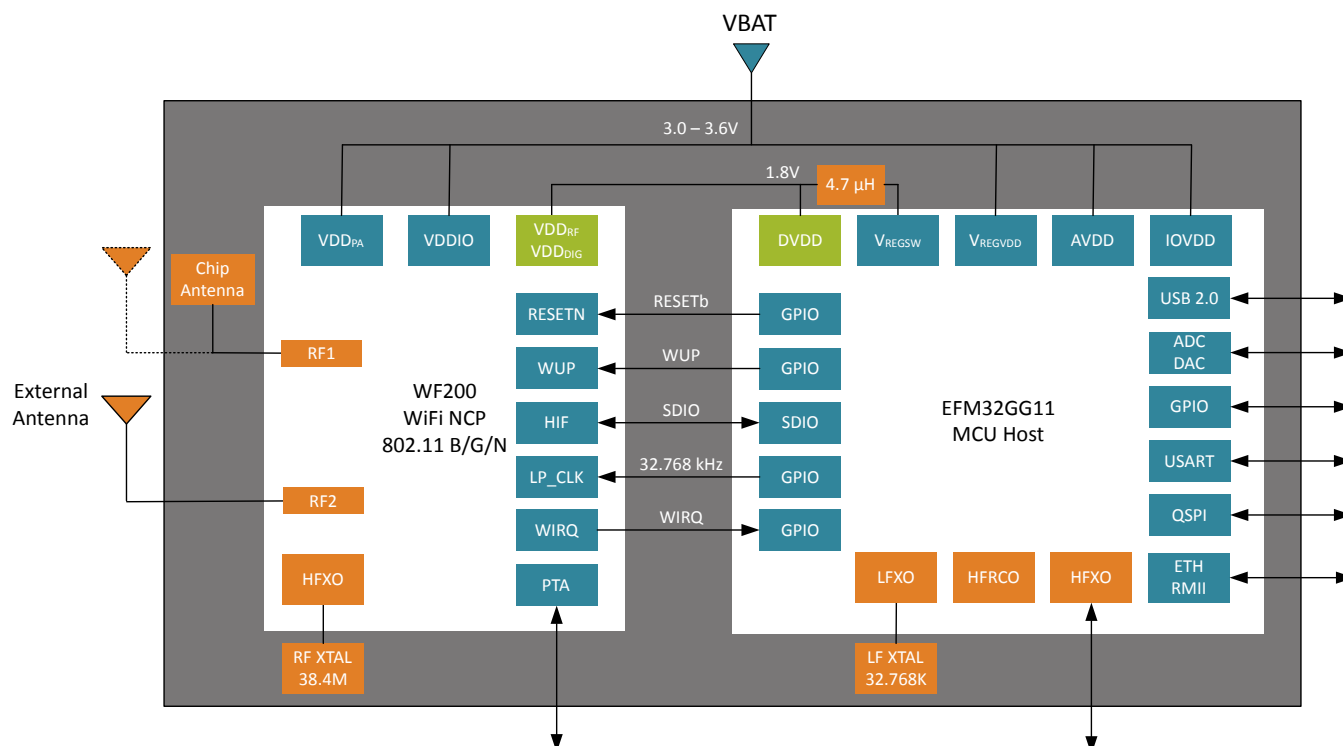 VBAT
3.0 – 3.6V
1.8V
4.7 µH
VDDPA
VDDIO
VDDRF
VDDDIG
DVDD
VREGSW
VREGVDD
AVDD
IOVDD
Chip
Antenna
RF1
External
Antenna
RF2
WF200
WiFi NCP
802.11 B/G/N
HFXO
RF XTAL
38.4M
RESETN
RESETb
GPIO
WUP
WUP
GPIO
HIF
SDIO
SDIO
LP_CLK
32.768 kHz
GPIO
WIRQ
WIRQ
GPIO
PTA
EFM32GG11
MCU Host
USB 2.0
ADC
DAC
GPIO
USART
QSPI
ETH
RMII
LFXO
HFRCO
HFXO
LF XTAL
32.768K